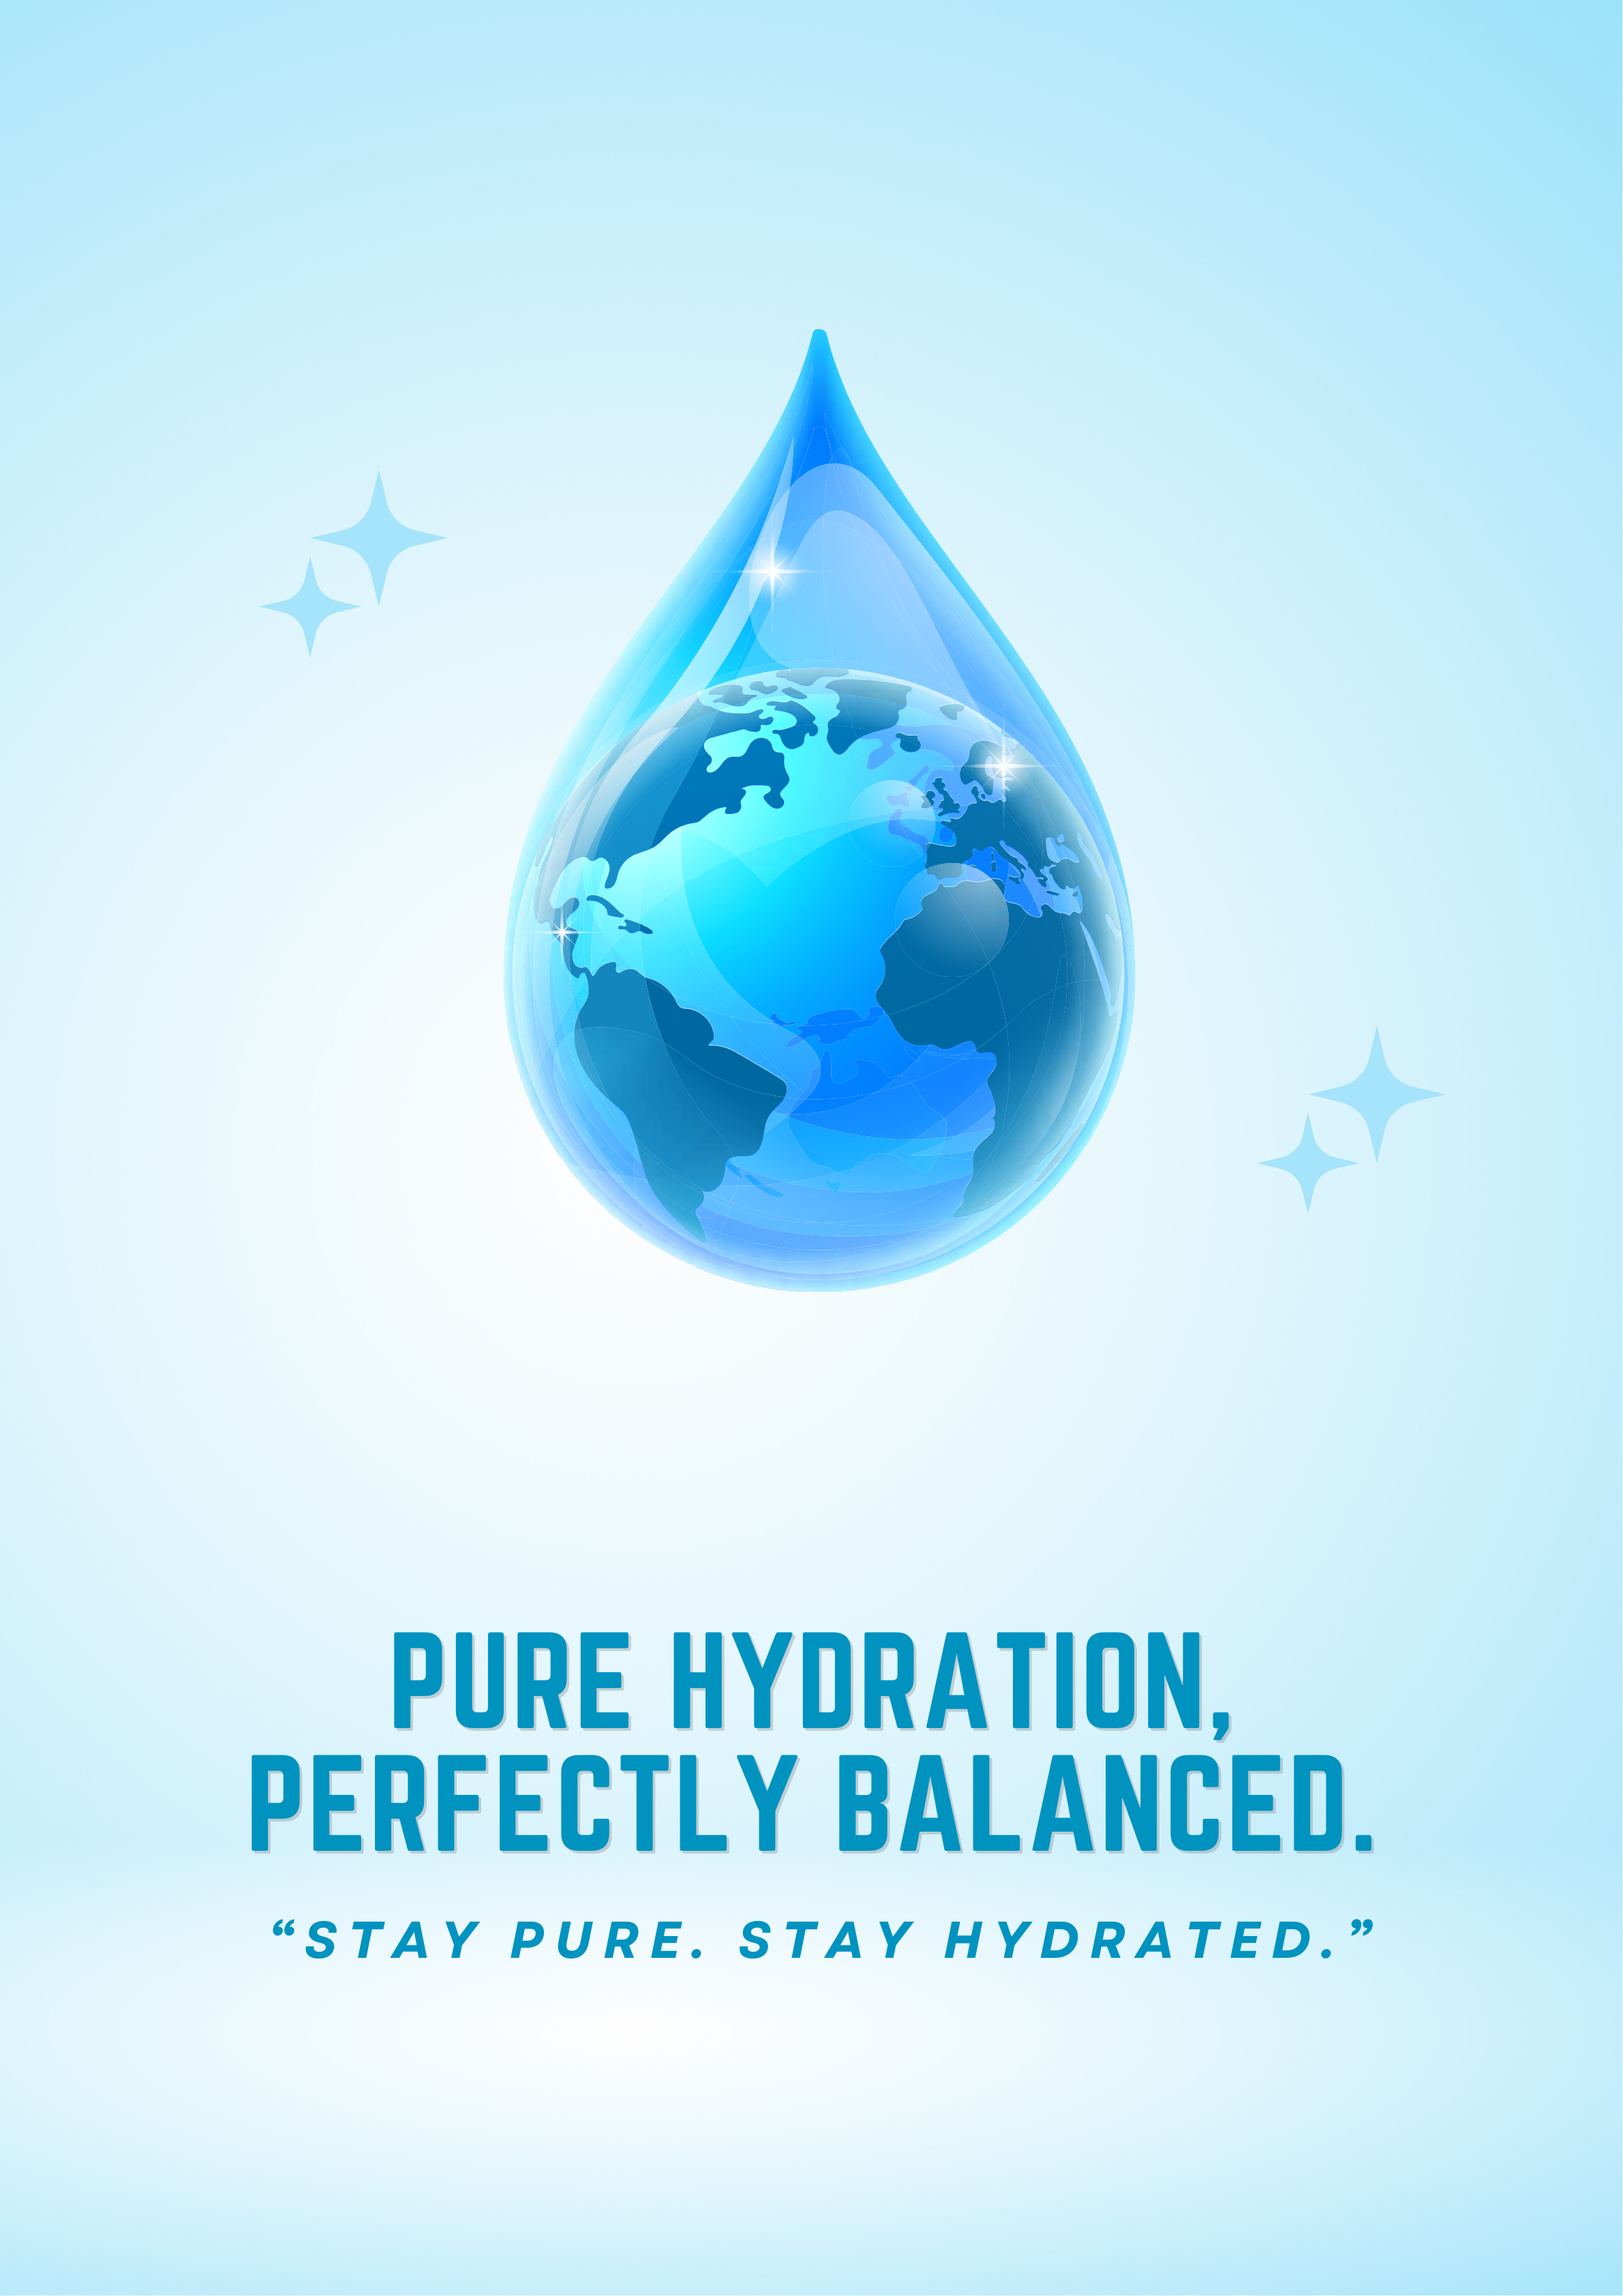 PURE HYDRATION,
PERFECTLY BALANCED.
“STAY PURE. STAY HYDRATED.”